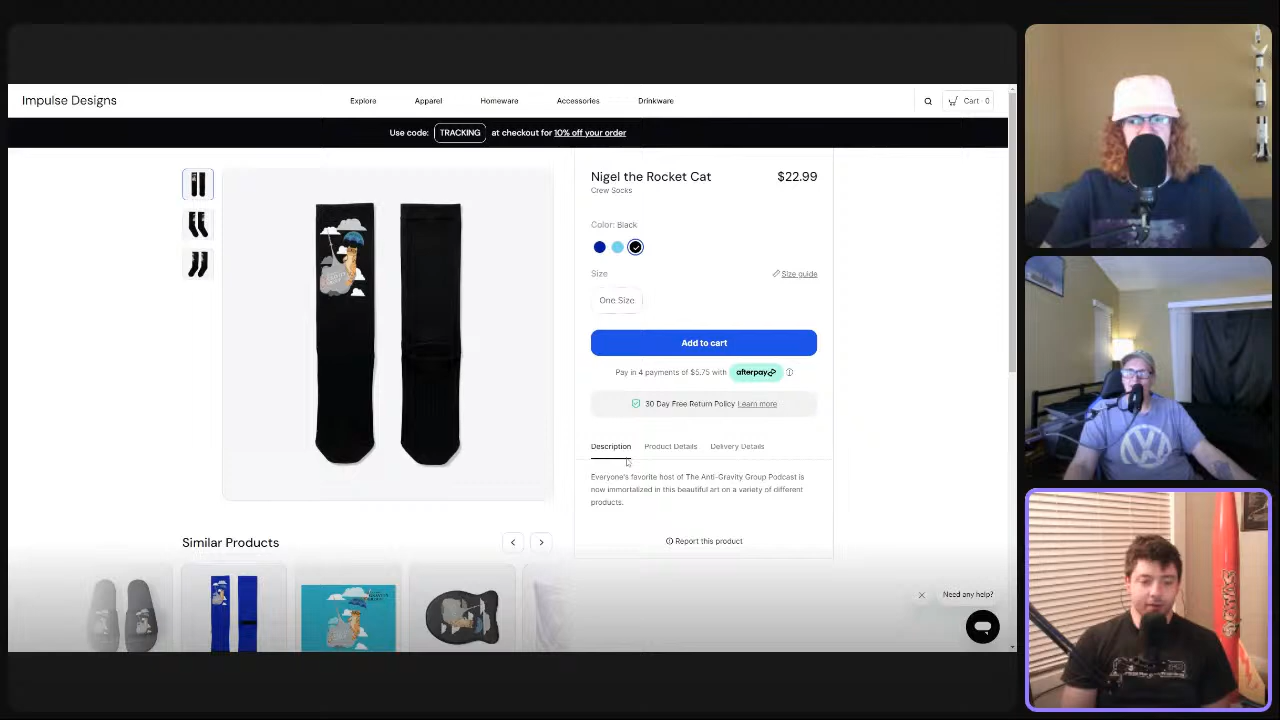 Impulse Designs
Explore
Apparel
Homeware
Accessories
Drinkware
Cart · 0
Use code: TRACKING at checkout for 10% off your order
Nigel the Rocket Cat
$22.99
Crew Socks
Color: Black
Size
Size guide
One Size
Add to cart
Pay in 4 payments of $5.75 with afterpay
30 Day Free Return Policy Learn more
Description
Product Details
Delivery Details
Everyone's favorite host of The Anti-Gravity Group Podcast is
now immortalized in this beautiful art on a variety of different
products.
Report this product
Similar Products
Need any help?